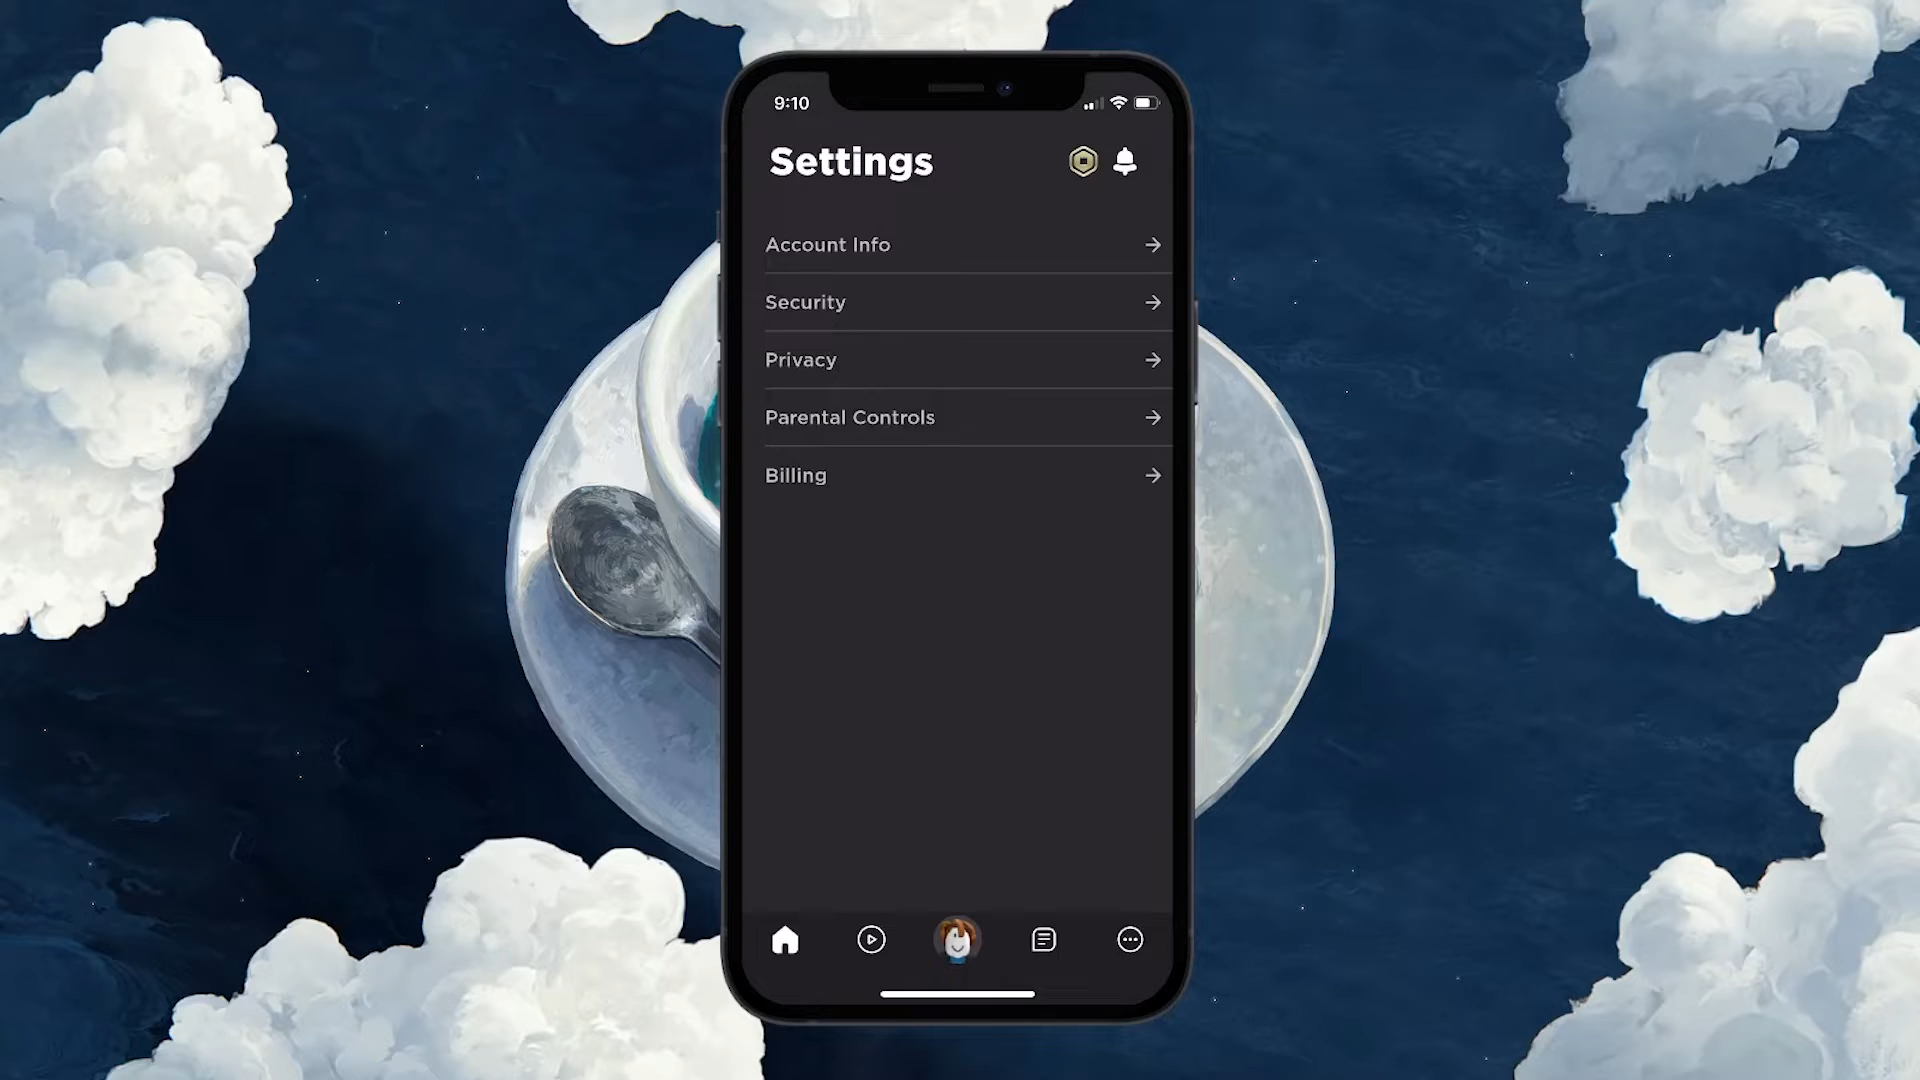 9:10
Settings
Account Info
Security
Privacy
Parental Controls
Billing